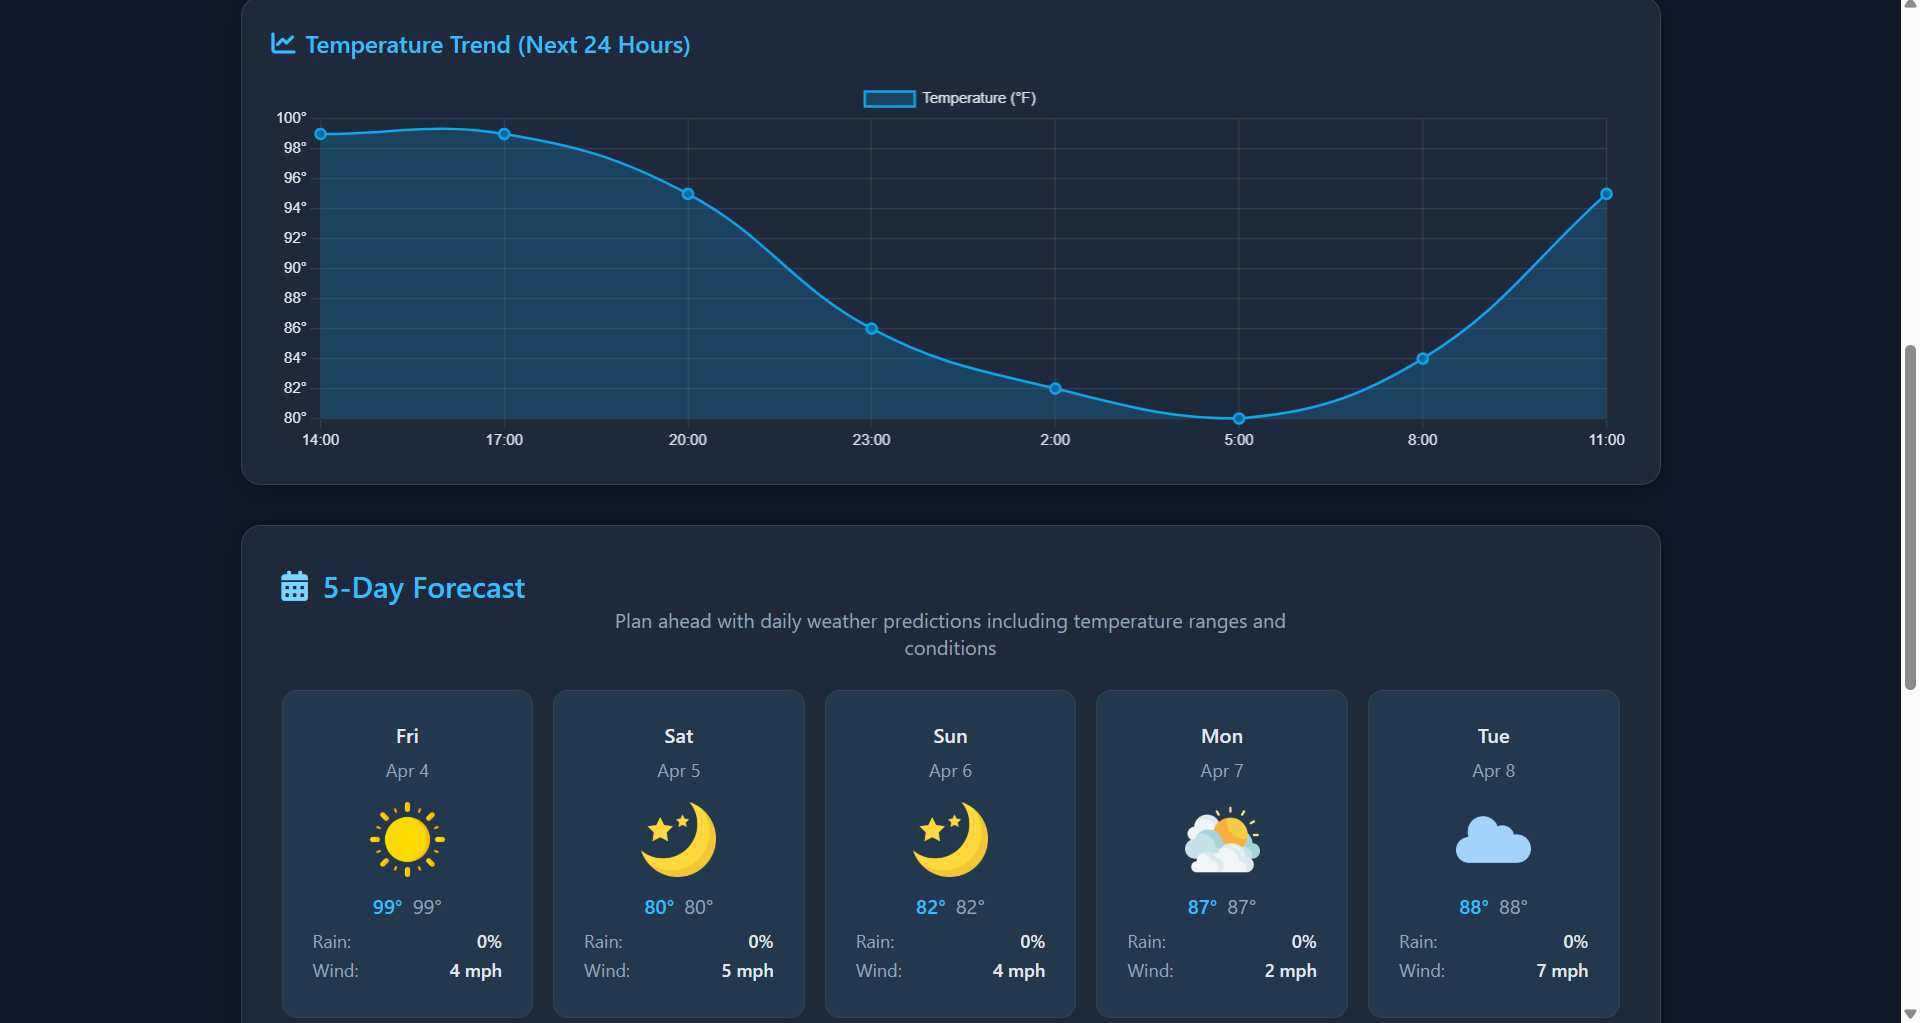 Temperature Trend (Next 24 Hours)
Temperature (°F)
100°
98°
96°
94°
92°
90°
88°
86°
84°
82°
80°
14:00 17:00 20:00 23:00 2:00 5:00 8:00 11:00
5-Day Forecast
Plan ahead with daily weather predictions including temperature ranges and
conditions
Fri
Apr 4
99° 99°
Rain: 0%
Wind: 4 mph
Sat
Apr 5
80° 80°
Rain: 0%
Wind: 5 mph
Sun
Apr 6
82° 82°
Rain: 0%
Wind: 4 mph
Mon
Apr 7
87° 87°
Rain: 0%
Wind: 2 mph
Tue
Apr 8
88° 88°
Rain: 0%
Wind: 7 mph